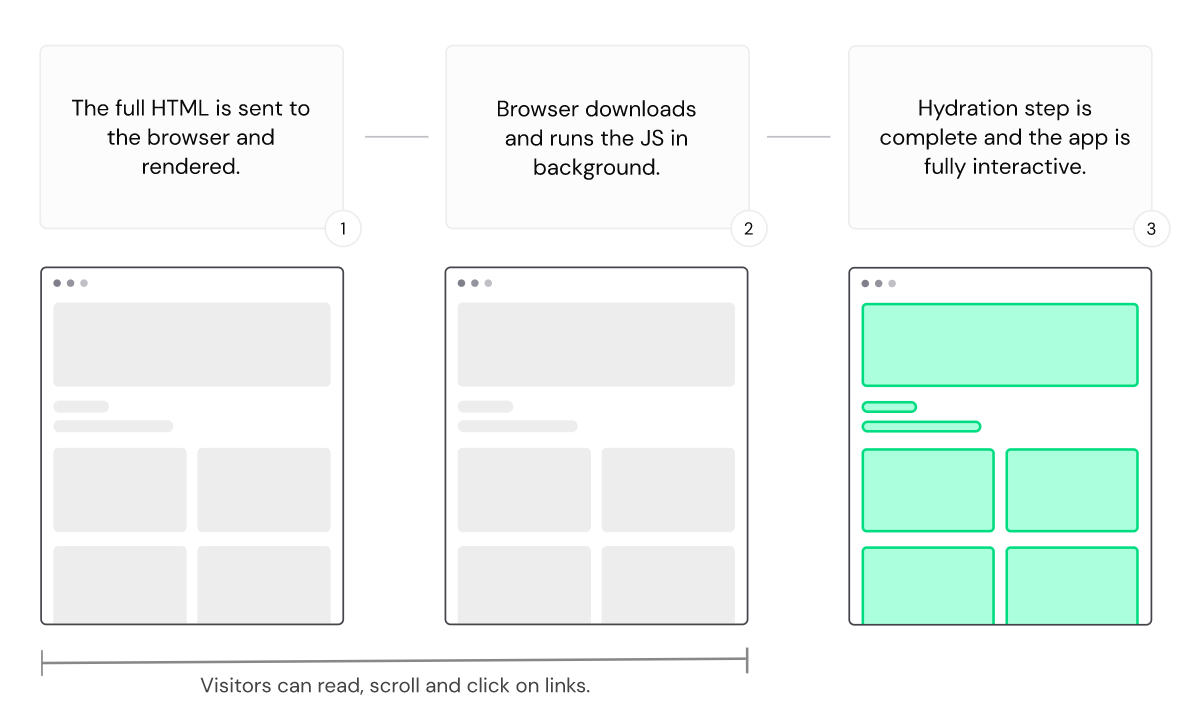 The full HTML is sent to
the browser and
rendered.
1
Browser downloads
and runs the JS in
background.
2
Hydration step is
complete and the app is
fully interactive.
3
Visitors can read, scroll and click on links.